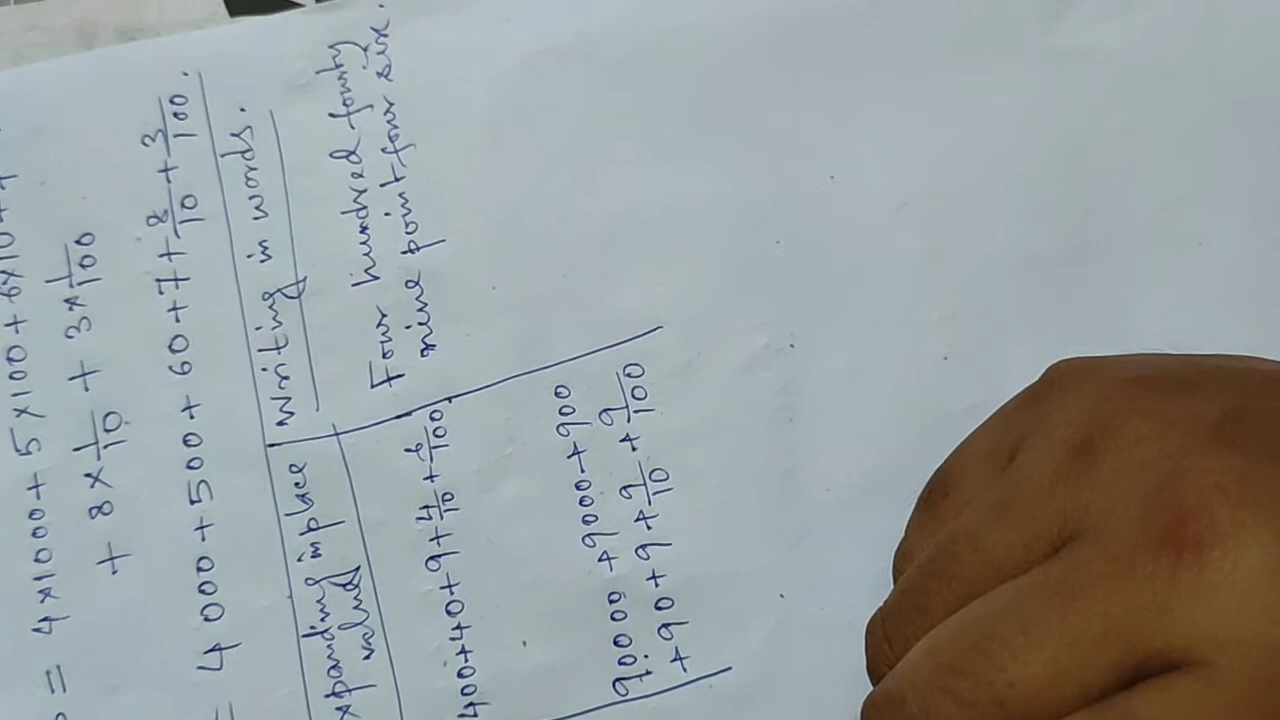 = 4×1000+5×100+6×10+
+ 8×1/10 + 3×1/100
= 4000+500+60+7+8/10+3/100.
xpanding in place value
Writing in words.
400+40+9+4/10+6/100.
Four hundred fourty
nine point four six.
90000+9000+900
+90+9+9/10+9/100